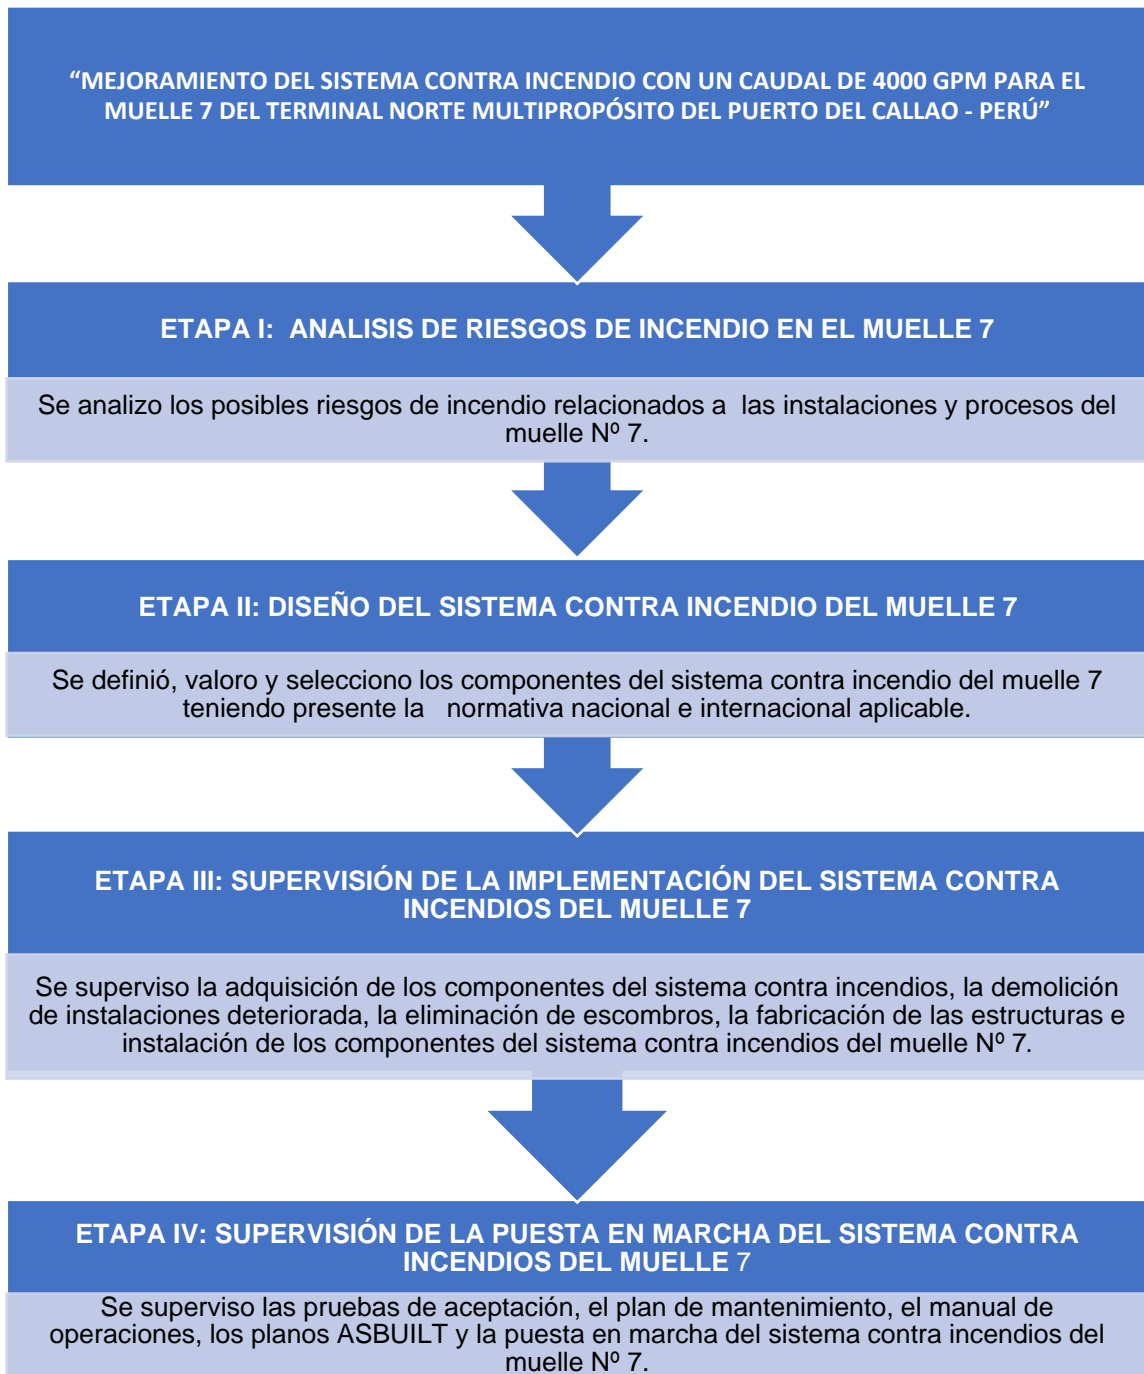 “MEJORAMIENTO DEL SISTEMA CONTRA INCENDIO CON UN CAUDAL DE 4000 GPM PARA EL
MUELLE 7 DEL TERMINAL NORTE MULTIPROPÓSITO DEL PUERTO DEL CALLAO - PERÚ”
ETAPA I:  ANALISIS DE RIESGOS DE INCENDIO EN EL MUELLE 7
Se analizo los posibles riesgos de incendio relacionados a  las instalaciones y procesos del
muelle Nº 7.
ETAPA II: DISEÑO DEL SISTEMA CONTRA INCENDIO DEL MUELLE 7
Se definió, valoro y selecciono los componentes del sistema contra incendio del muelle 7
teniendo presente la   normativa nacional e internacional aplicable.
ETAPA III: SUPERVISIÓN DE LA IMPLEMENTACIÓN DEL SISTEMA CONTRA
INCENDIOS DEL MUELLE 7
Se superviso la adquisición de los componentes del sistema contra incendios, la demolición
de instalaciones deteriorada, la eliminación de escombros, la fabricación de las estructuras e
instalación de los componentes del sistema contra incendios del muelle Nº 7.
ETAPA IV: SUPERVISIÓN DE LA PUESTA EN MARCHA DEL SISTEMA CONTRA
INCENDIOS DEL MUELLE 7
Se superviso las pruebas de aceptación, el plan de mantenimiento, el manual de
operaciones, los planos ASBUILT y la puesta en marcha del sistema contra incendios del
muelle Nº 7.